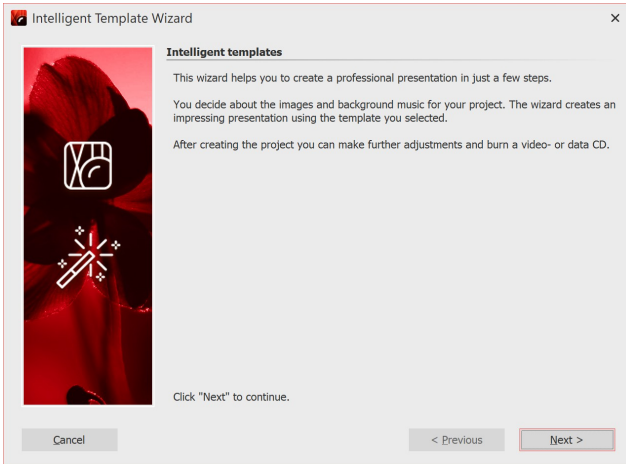 Intelligent Template Wizard
Intelligent templates
This wizard helps you to create a professional presentation in just a few steps.
You decide about the images and background music for your project. The wizard creates an
impressing presentation using the template you selected.
After creating the project you can make further adjustments and burn a video- or data CD.
Click "Next" to continue.
Cancel
< Previous
Next >